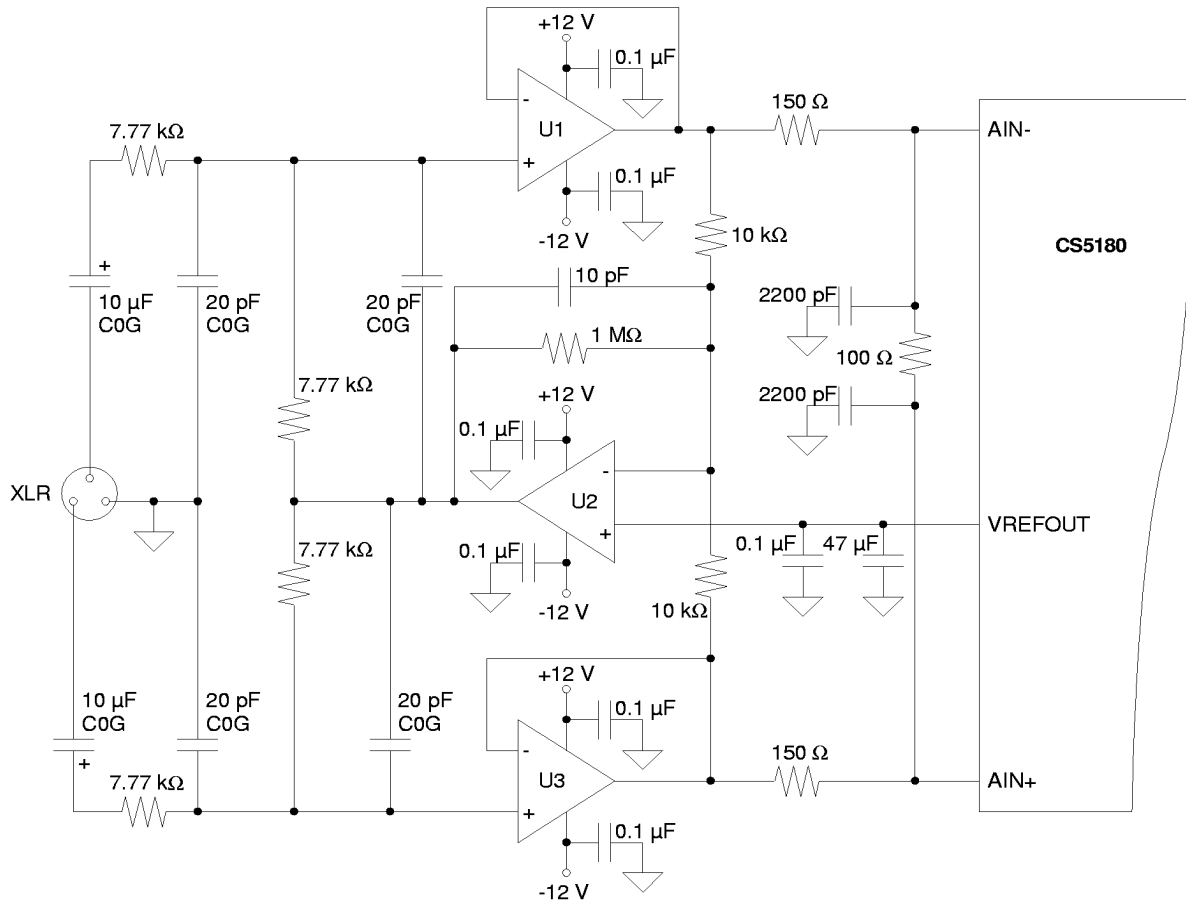 +12 V
0.1 µF
-
U1
+
0.1 µF
-12 V
150 Ω
AIN-
7.77 kΩ
10 kΩ
CS5180
+
10 µF
C0G
20 pF
C0G
20 pF
C0G
10 pF
1 MΩ
2200 pF
100 Ω
2200 pF
7.77 kΩ
+12 V
0.1 µF
-
U2
+
XLR
VREFOUT
7.77 kΩ
0.1 µF
-12 V
0.1 µF
47 µF
10 kΩ
10 µF
C0G
20 pF
C0G
20 pF
C0G
+12 V
0.1 µF
-
U3
+
150 Ω
AIN+
+
7.77 kΩ
0.1 µF
-12 V